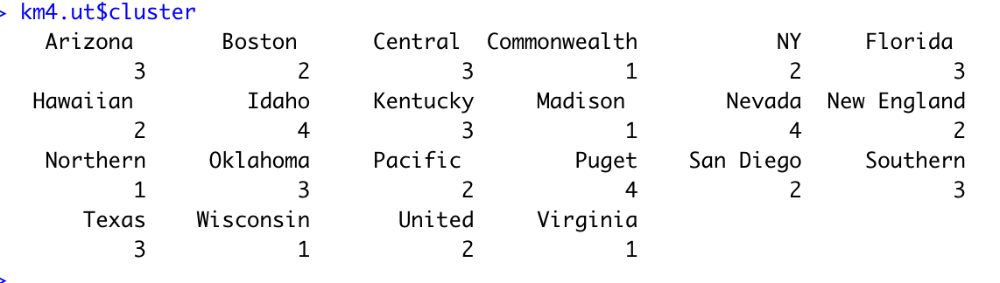 > km4.ut$cluster
Arizona Boston Central Commonwealth NY Florida
3 2 3 1 2 3
Hawaiian Idaho Kentucky Madison Nevada New England
2 4 3 1 4 2
Northern Oklahoma Pacific Puget San Diego Southern
1 3 2 4 2 3
Texas Wisconsin United Virginia
3 1 2 1
>